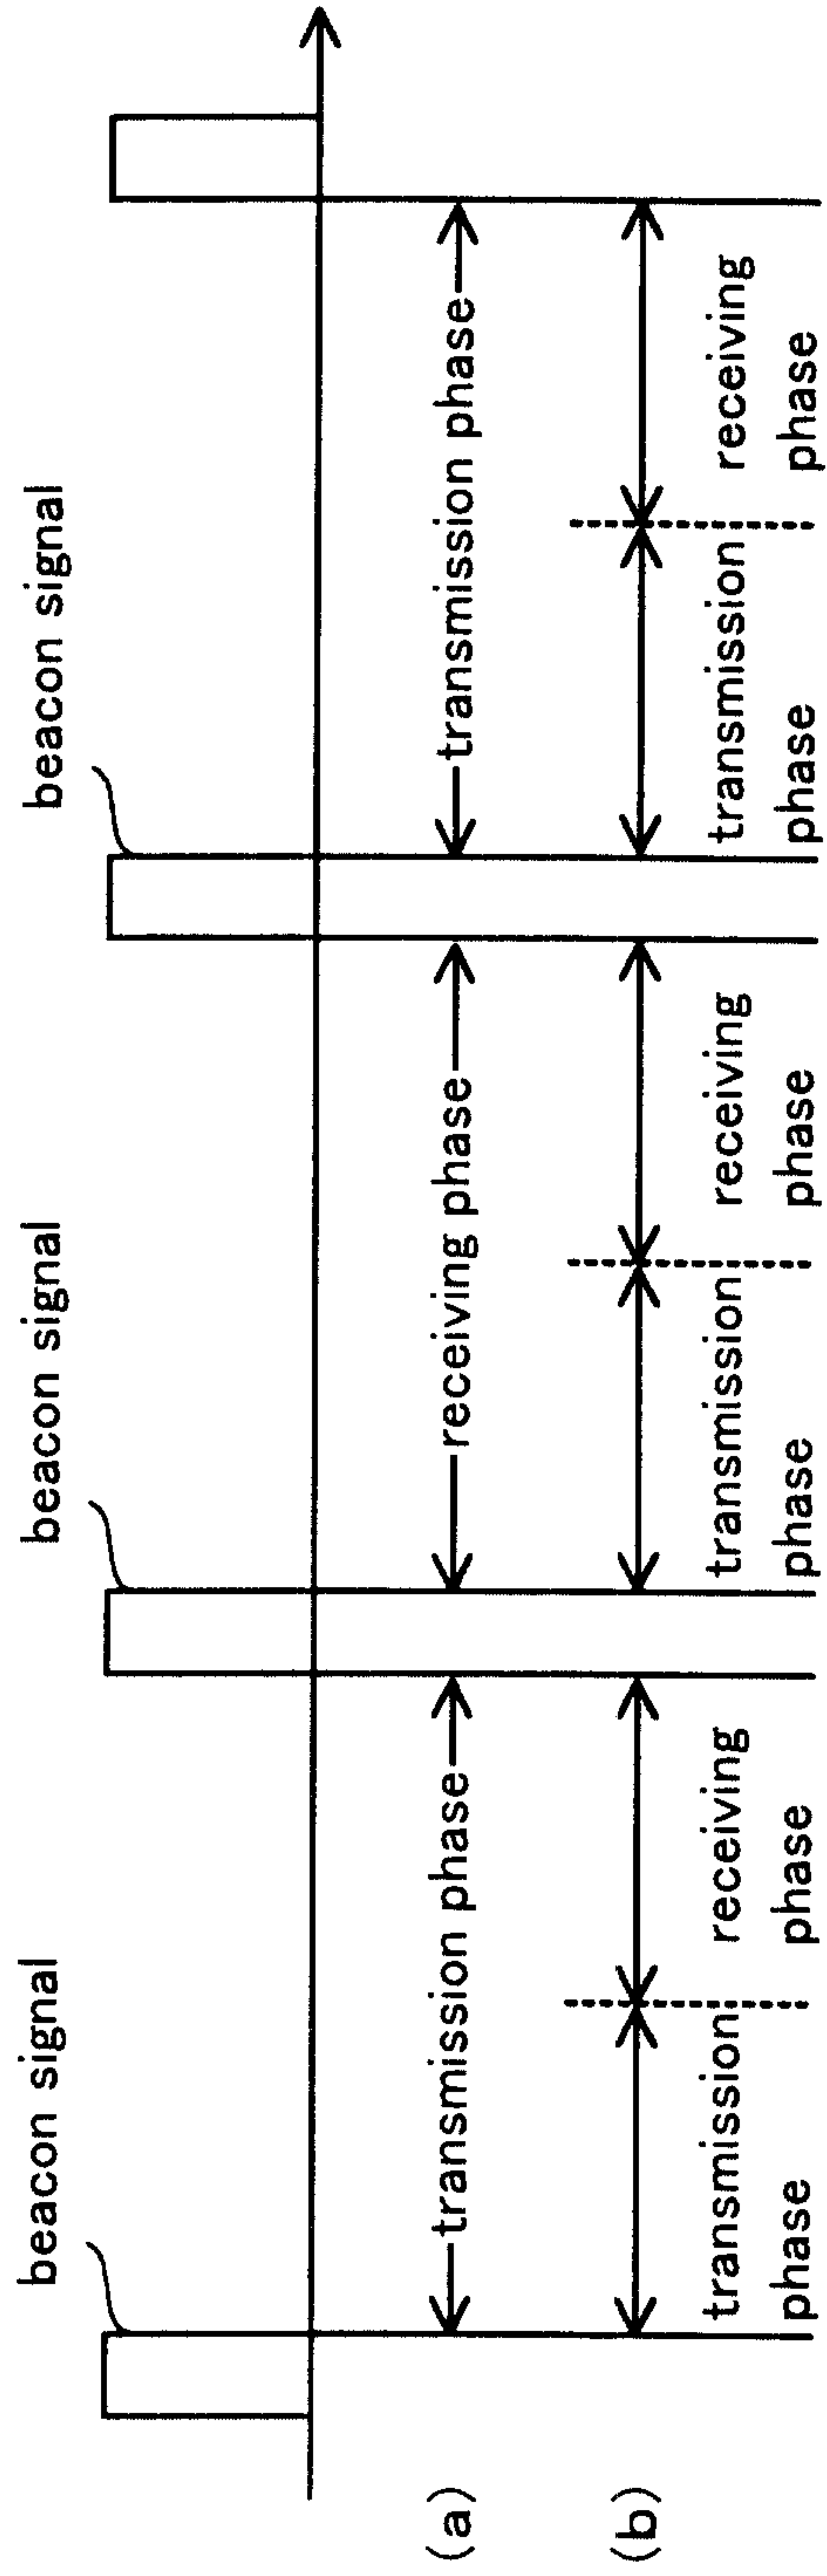 beacon signal
beacon signal
beacon signal
(a)
transmission phase
receiving phase
transmission phase
(b)
transmission
phase
receiving
phase
transmission
phase
receiving
phase
transmission
phase
receiving
phase